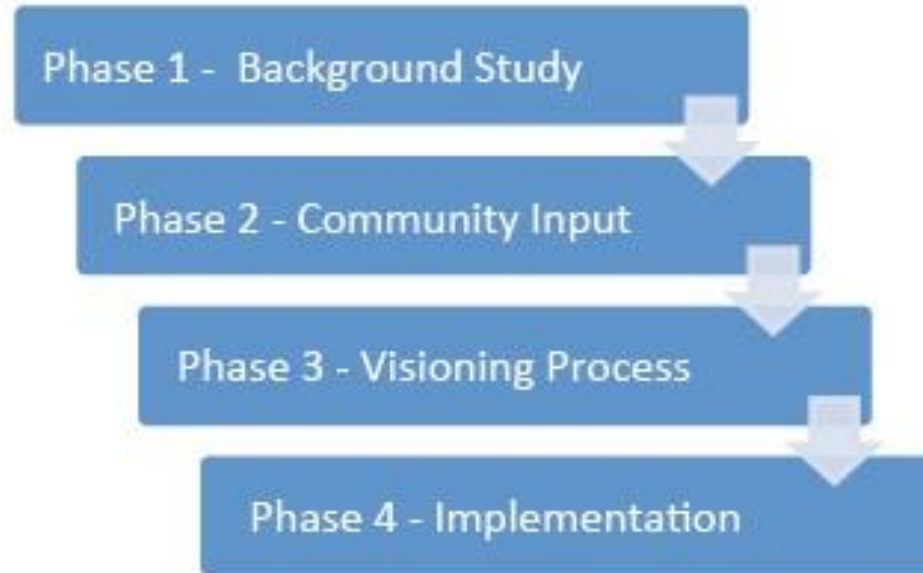 Phase 1 - Background Study
Phase 2 - Community Input
Phase 3 - Visioning Process
Phase 4 - Implementation